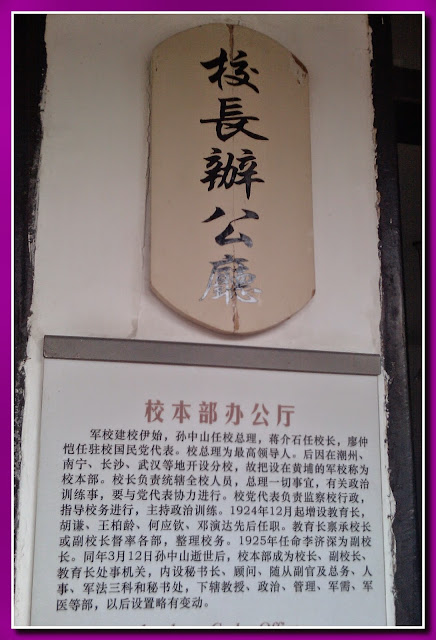 校長辦公廳
校本部办公厅
军校建校伊始，孙中山任校总理，蒋介石任校长，廖仲
恺任驻校国民党代表。校总理为最高领导人。后因在潮州、
南宁、长沙、武汉等地开设分校，故把设在黄埔的军校称为
校本部。校长负责统辖全校人员，总理一切事宜，有关政治
训练事，要与党代表协力进行。校党代表负责监察校行政，
指导校务进行，主持政治训练。1924年12月起增设教育长，
胡谦、王柏龄、何应钦、邓演达先后任职。教育长禀承校长
或副校长督率各部，整理校务。1925年任命李济深为副校
长。同年3月12日孙中山逝世后，校本部成为校长、副校长、
教育长处事机关，内设秘书长、顾问、随从副官及总务、人
事、军法三科和秘书处，下辖教授、政治、管理、军需、军
医等部，以后设置略有变动。